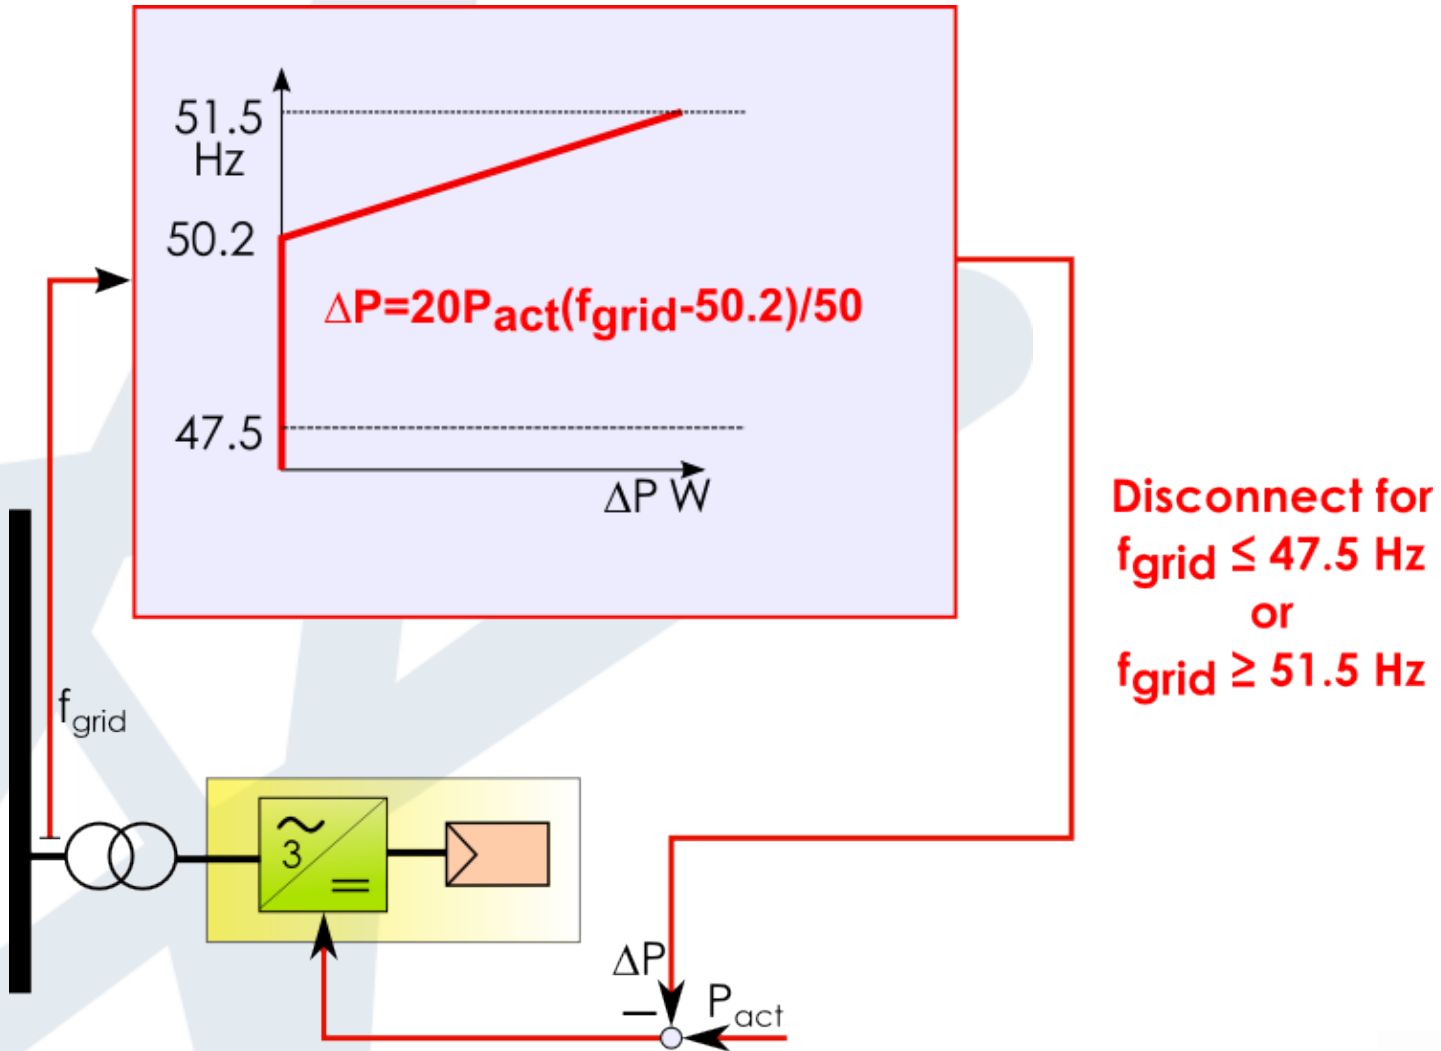 51.5
Hz
50.2
ΔP=20Pact(fgrid-50.2)/50
47.5
ΔP W
Disconnect for
fgrid ≤ 47.5 Hz
or
fgrid ≥ 51.5 Hz
fgrid
~
3
=
ΔP
−
Pact